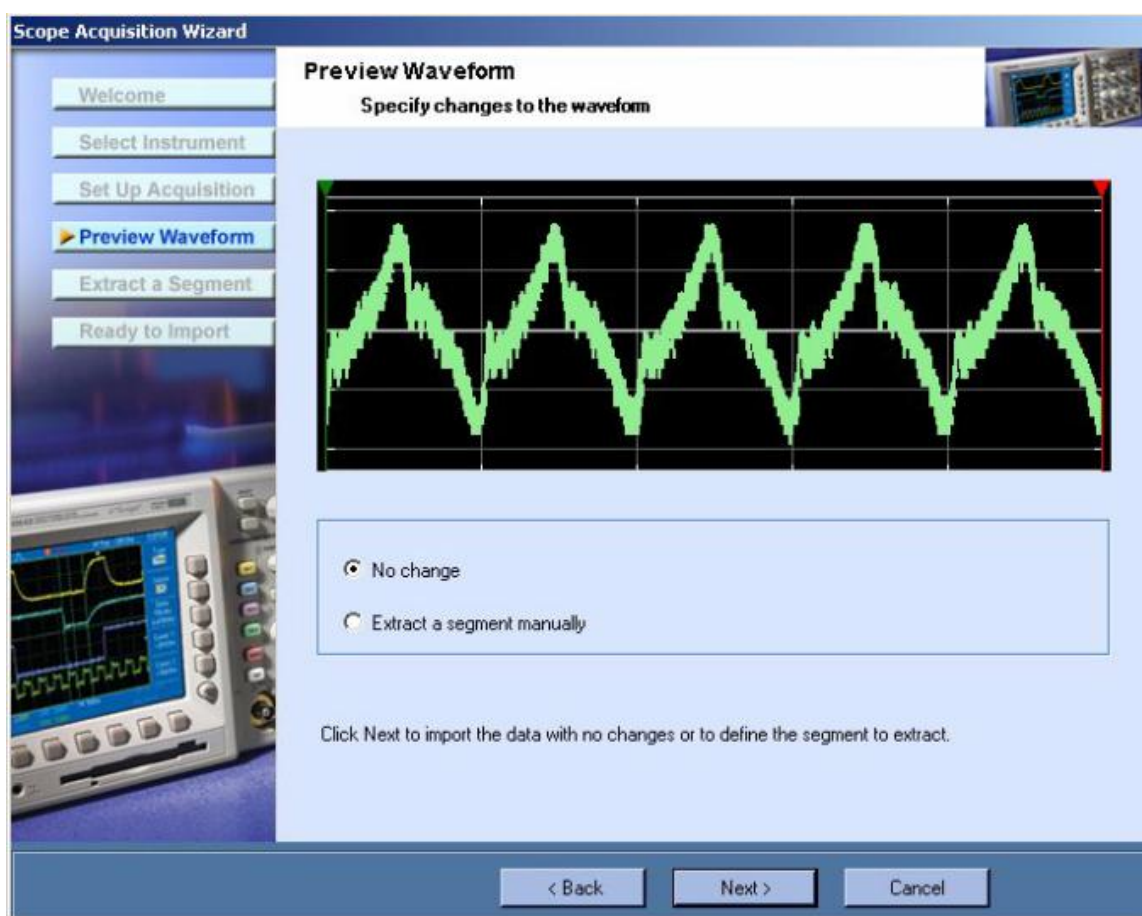 Scope Acquisition Wizard
Welcome
Select Instrument
Set Up Acquisition
Preview Waveform
Extract a Segment
Ready to Import
Preview Waveform
Specify changes to the waveform
No change
Extract a segment manually
Click Next to import the data with no changes or to define the segment to extract.
< Back
Next >
Cancel